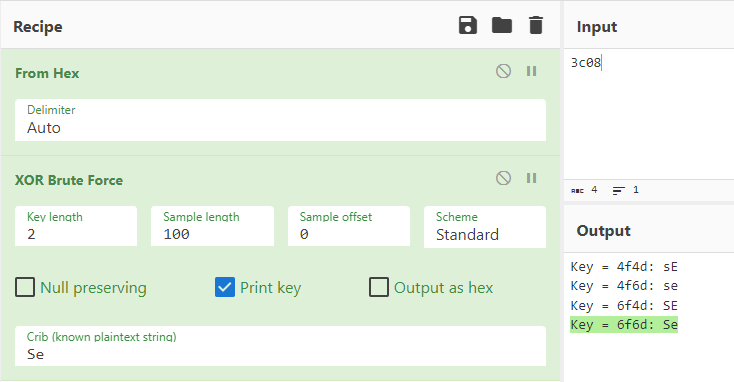 Recipe
From Hex
Delimiter
Auto
XOR Brute Force
Key length
2
Sample length
100
Sample offset
0
Scheme
Standard
Null preserving
Print key
Output as hex
Crib (known plaintext string)
Se
Input
3c08
ABC 4 1
Output
Key = 4f4d: sE
Key = 4f6d: se
Key = 6f4d: SE
Key = 6f6d: Se